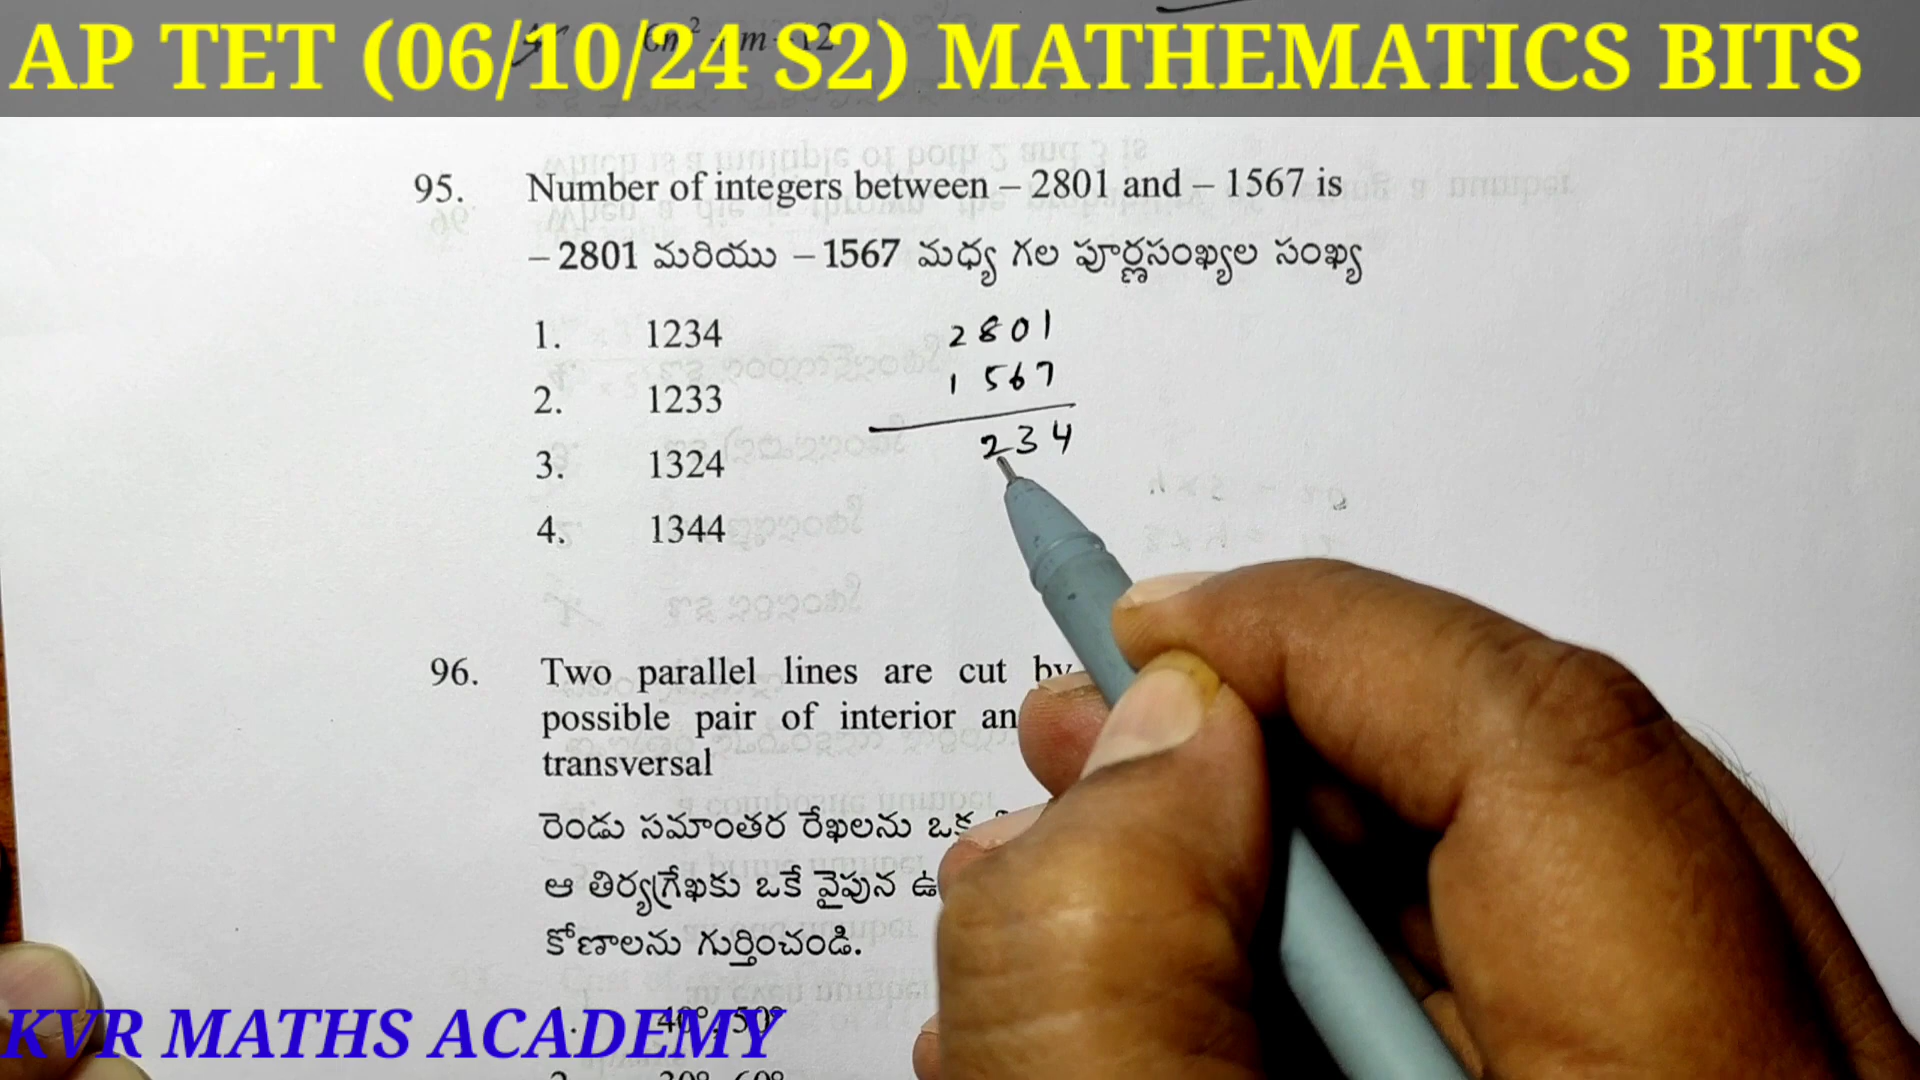 AP TET (06/10/24 S2) MATHEMATICS BITS
95. Number of integers between – 2801 and – 1567 is
– 2801 మరియు – 1567 మధ్య గల పూర్ణసంఖ్యల సంఖ్య
1. 1234
2. 1233
3. 1324
4. 1344
2801
1567
234
96. Two parallel lines are cut by
possible pair of interior an
transversal
రెండు సమాంతర రేఖలను ఒక
ఆ తిర్యగ్రేఖకు ఒకే వైపున
కోణాలను గుర్తించండి.
1. 40°, 50°
KVR MATHS ACADEMY